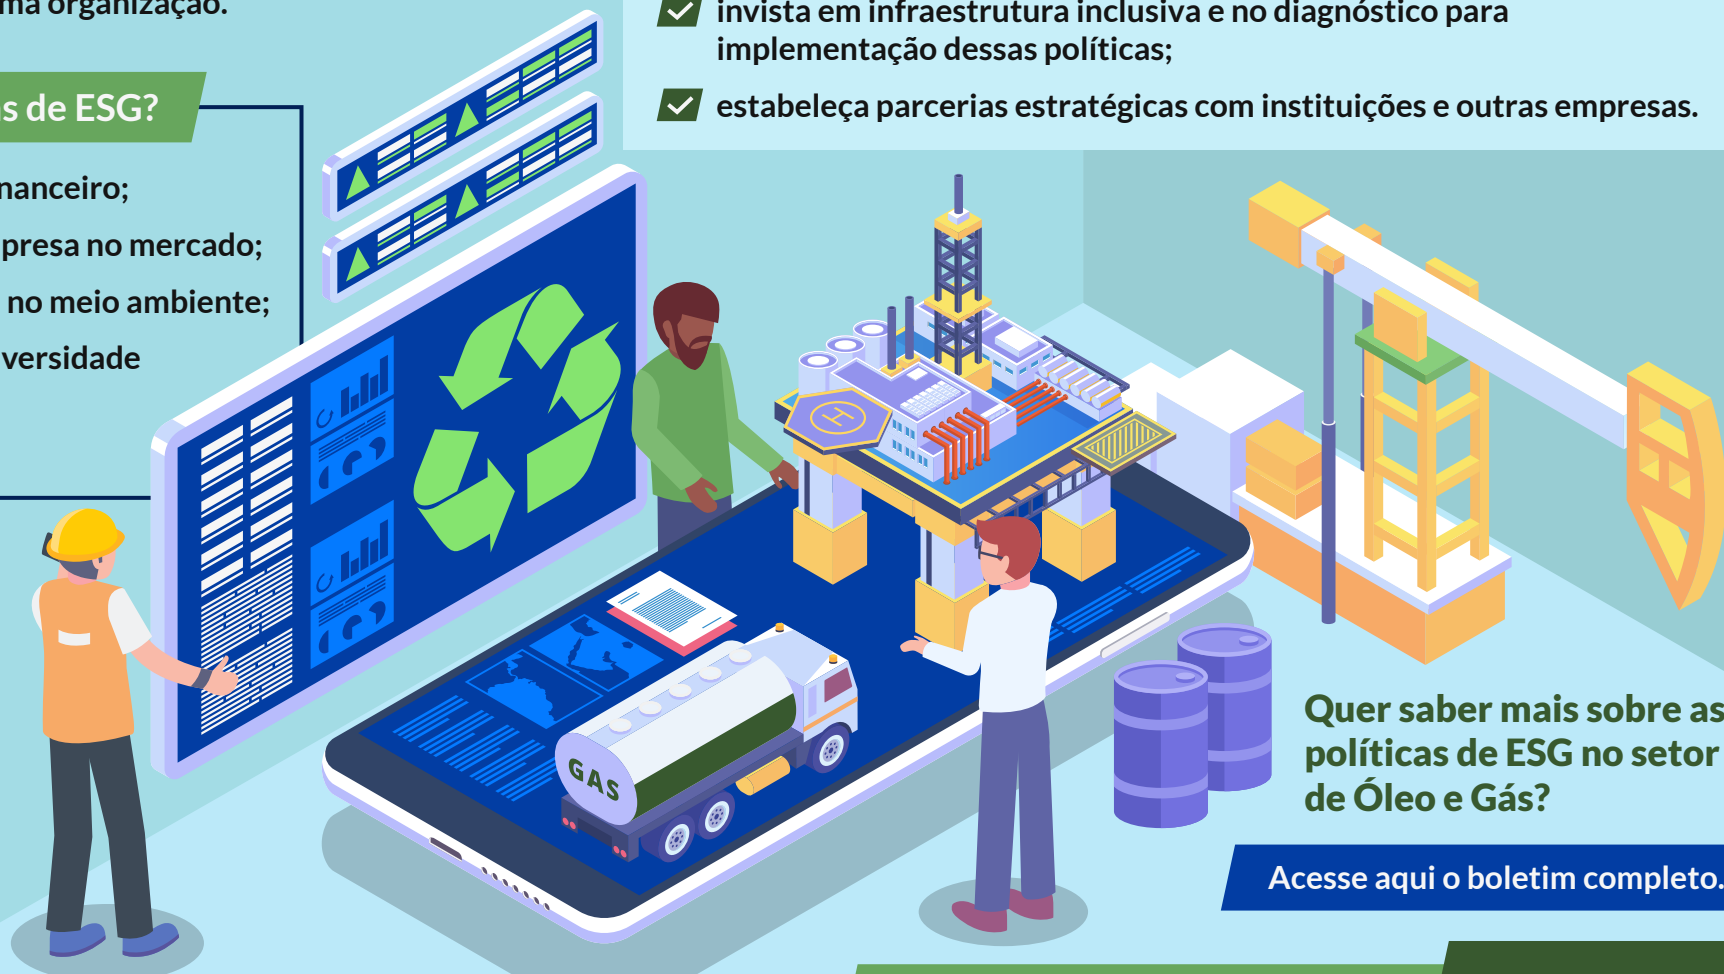 ma organização.
invista em infraestrutura inclusiva e no diagnóstico para
implementação dessas políticas;
estabeleça parcerias estratégicas com instituições e outras empresas.
de ESG?
nanceiro;
presa no mercado;
no meio ambiente;
versidade
H
GAS
Quer saber mais sobre as
políticas de ESG no setor
de Óleo e Gás?
Acesse aqui o boletim completo.